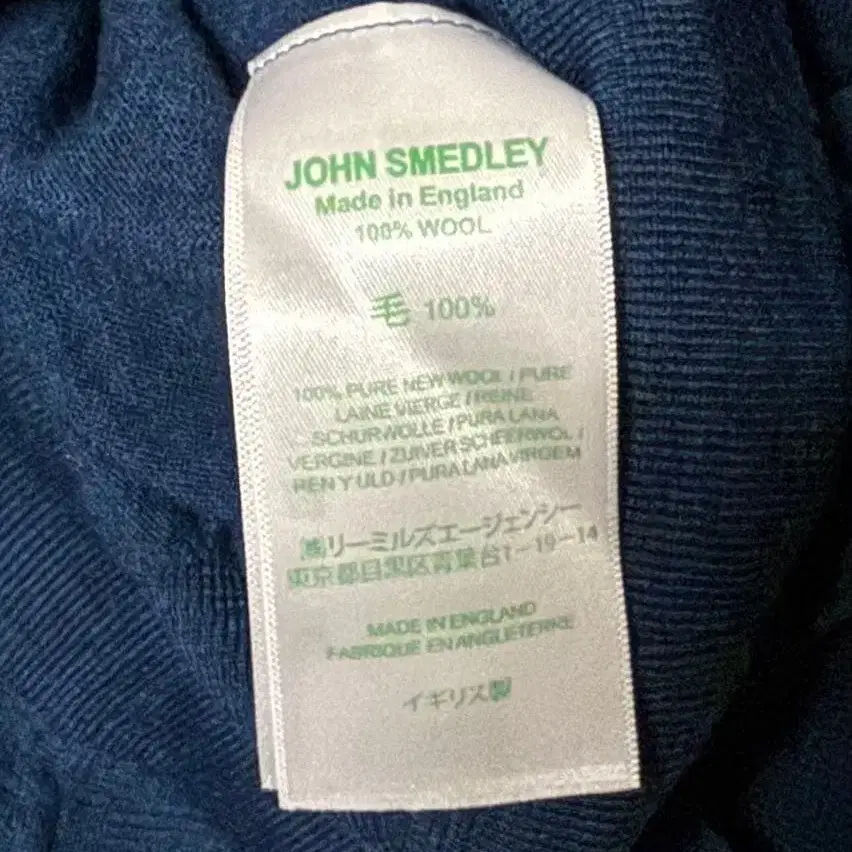 JOHN SMEDLEY
Made in England
100% WOOL
毛 100%
100% PURE NEW WOOL / PURE
LAINE VIERGE / REINE
SCHURWOLLE / PURA LANA
VERGINE / ZUIVER SCHEERWOL /
REN Y ULD / PURA LANA VIRGEM
㈱リーミルズエージェンシー
東京都目黒区青葉台1-19-14
MADE IN ENGLAND
FABRIQUE EN ANGLETERRE
イギリス製